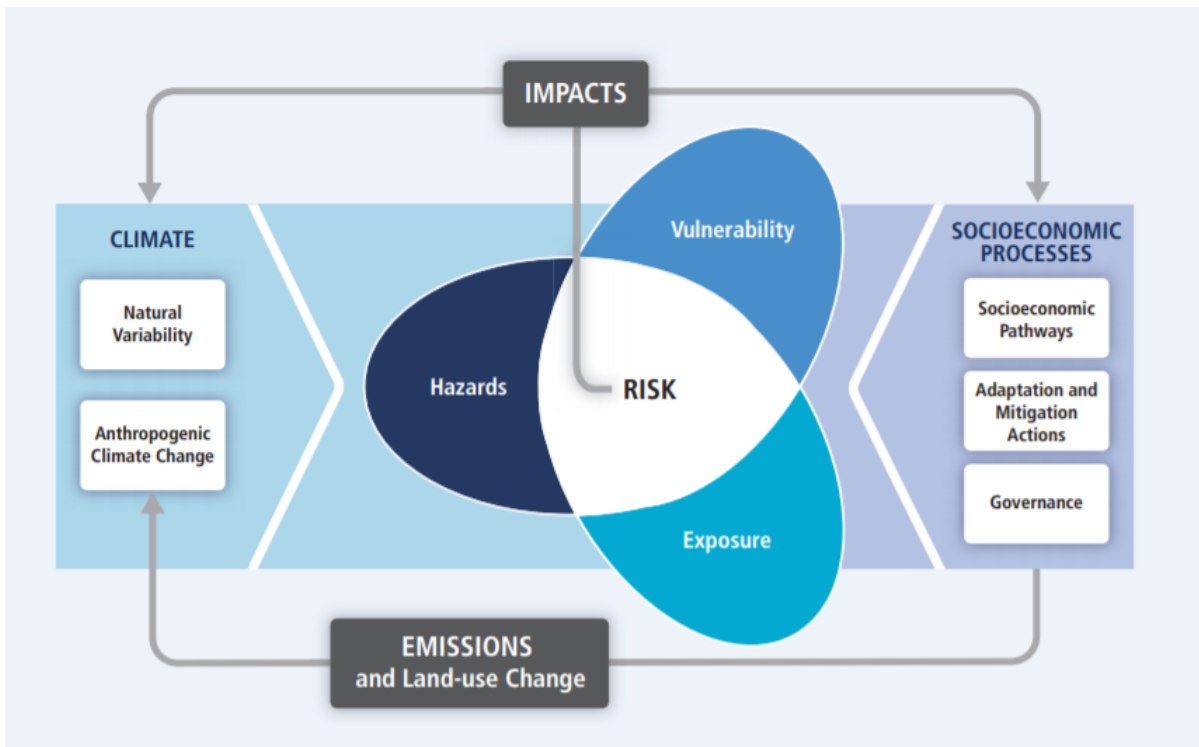 IMPACTS
CLIMATE
Natural
Variability
Anthropogenic
Climate Change
Vulnerability
Hazards
RISK
Exposure
SOCIOECONOMIC
PROCESSES
Socioeconomic
Pathways
Adaptation and
Mitigation
Actions
Governance
EMISSIONS
and Land-use Change